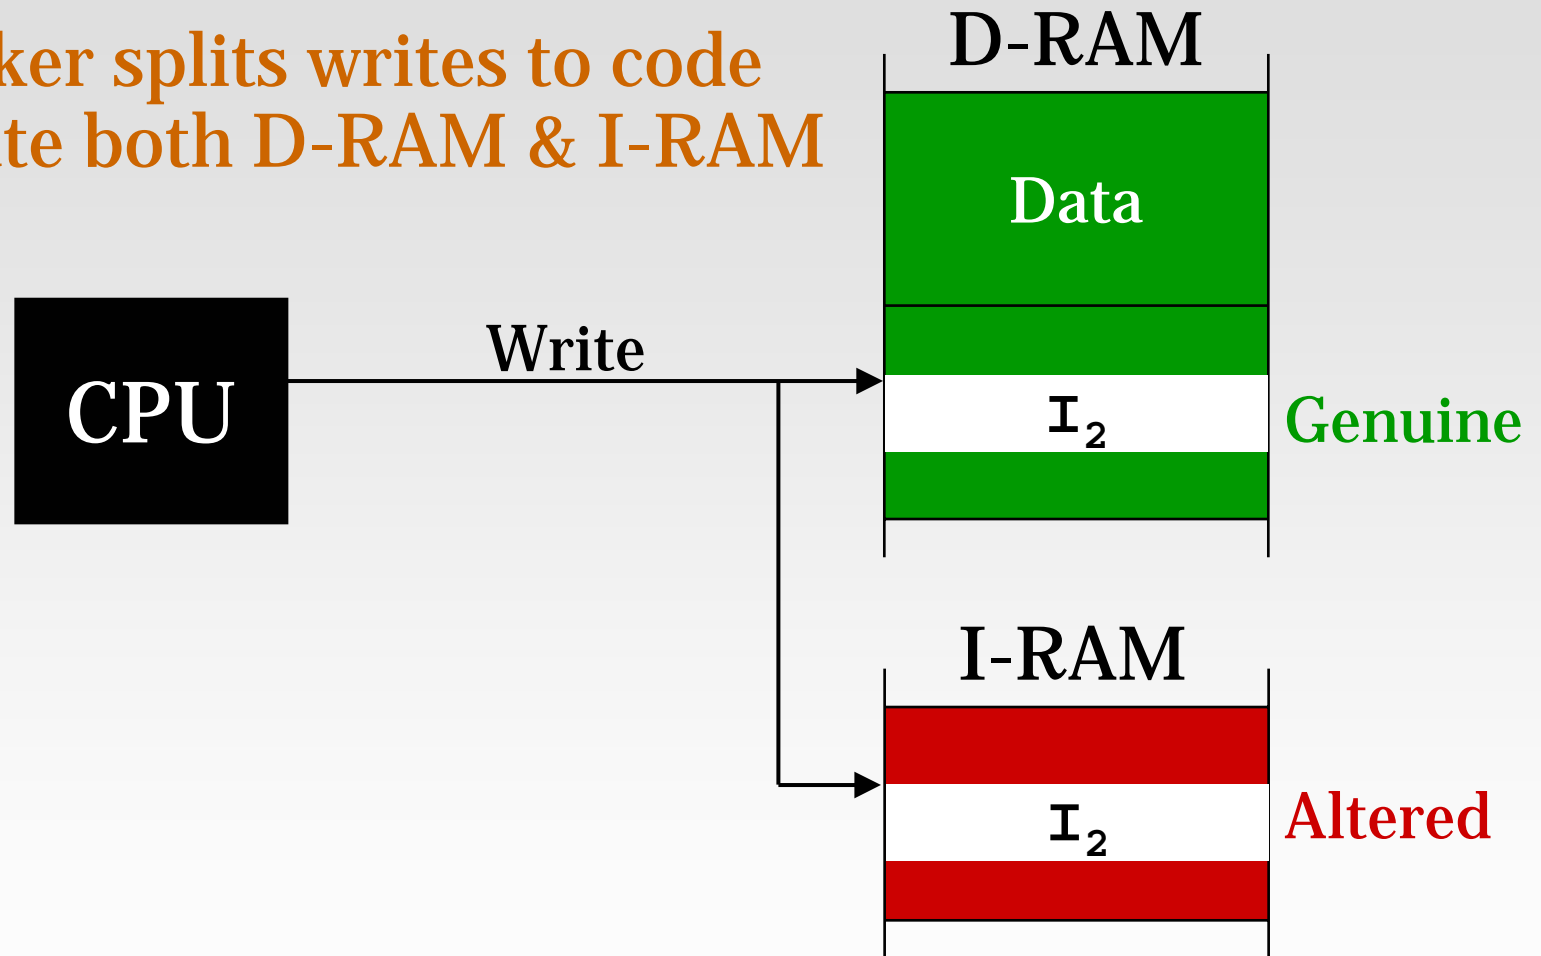 D-RAM
ker splits writes to code
te both D-RAM & I-RAM
Data
Write
CPU
I₂
Genuine
I-RAM
I₂
Altered